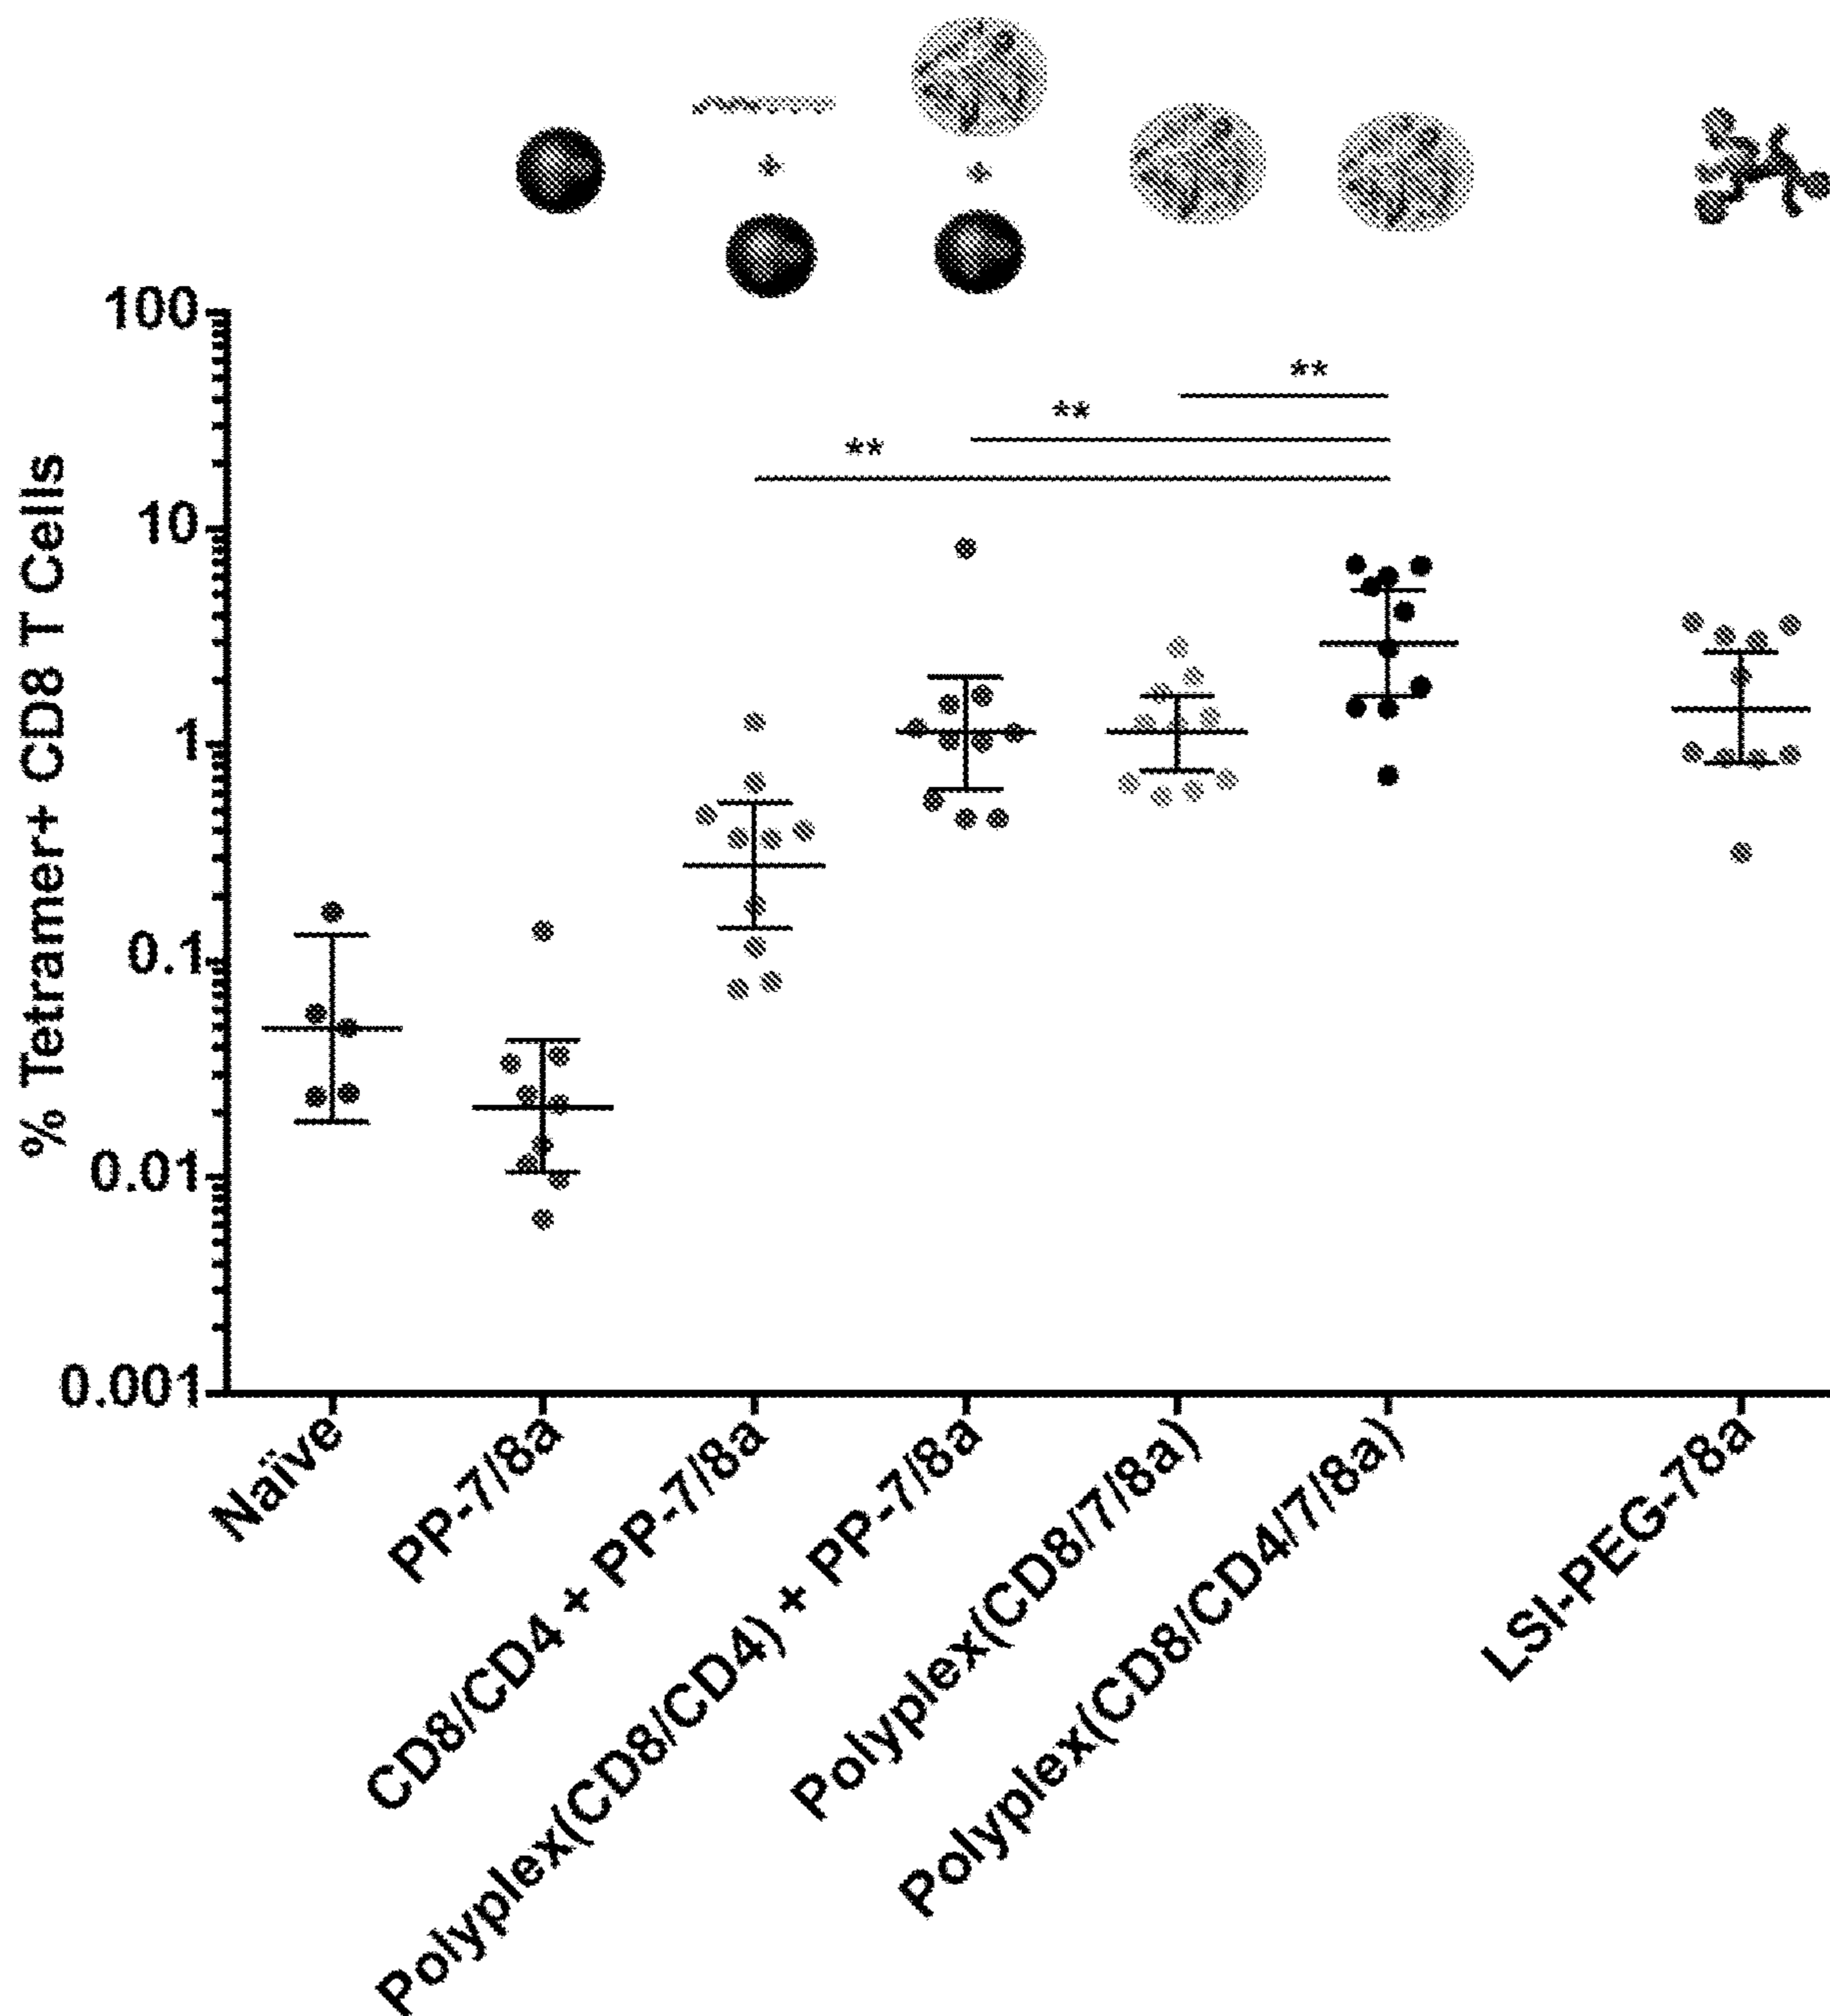 100
**
**
**
10
1
0.1
0.01
0.001
% Tetramer+ CD8 T Cells
Naïve
PP-7/8a
CD8/CD4 + PP-7/8a
Polyplex(CD8/CD4) + PP-7/8a
Polyplex(CD8/7/8a)
Polyplex(CD8/CD4/7/8a)
LSI-PEG-78a